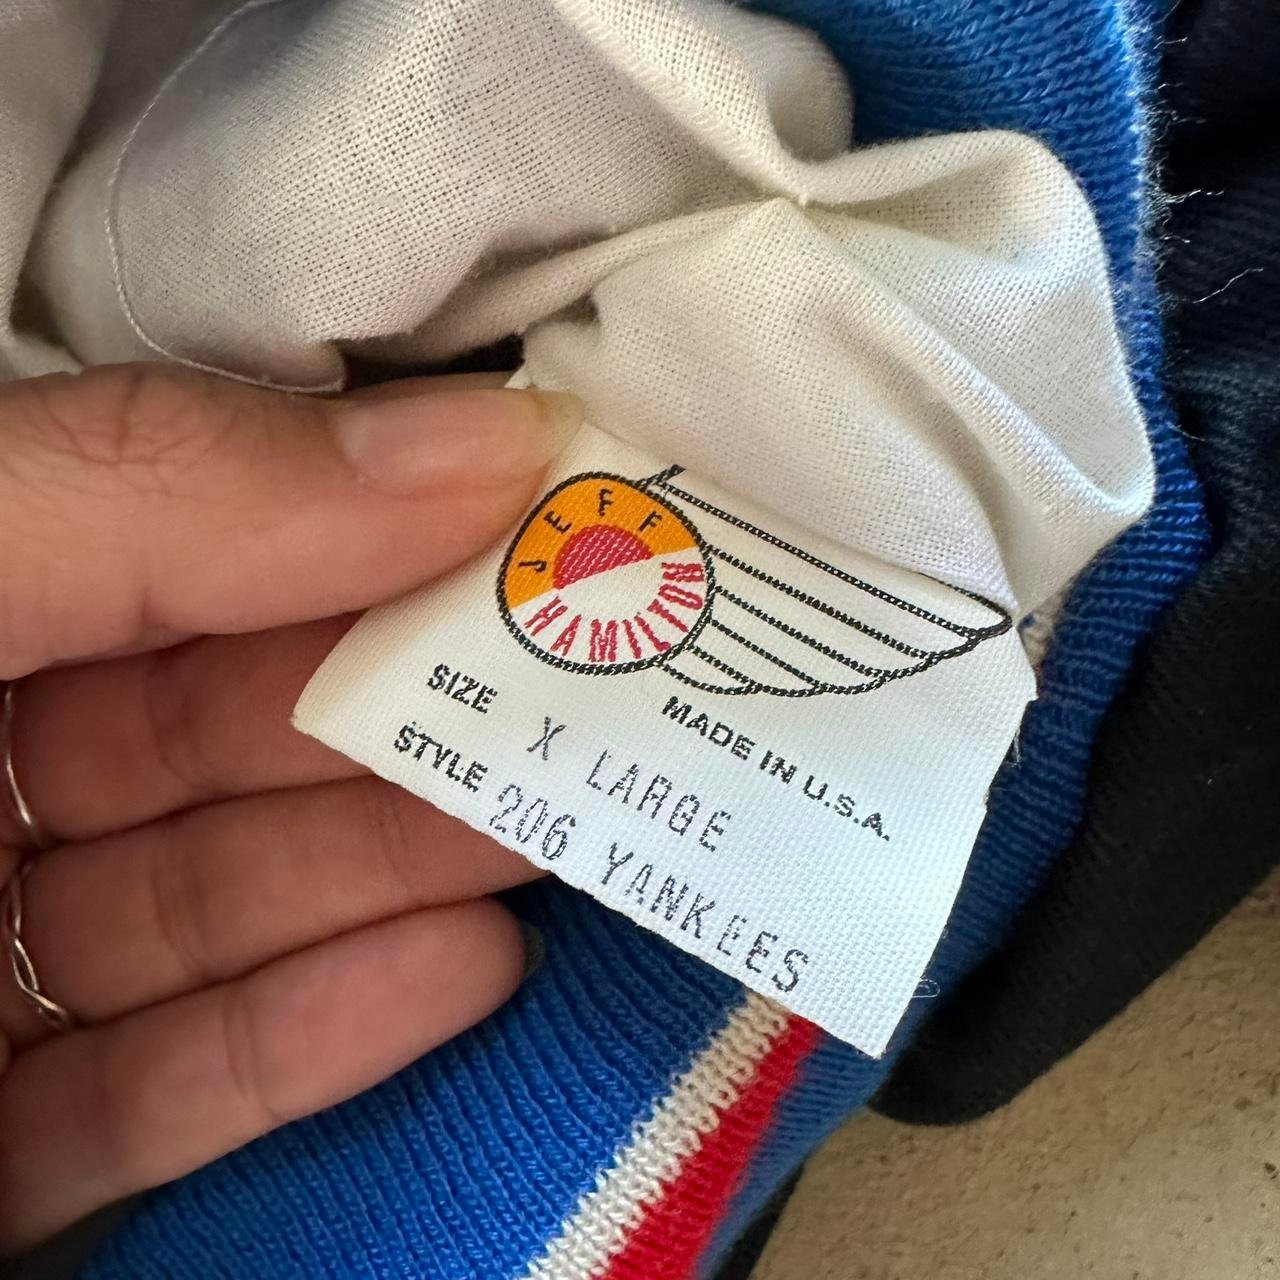 JEFF
HAMILTON
MADE IN U.S.A.
SIZE X LARGE
STYLE 206 YANKEES